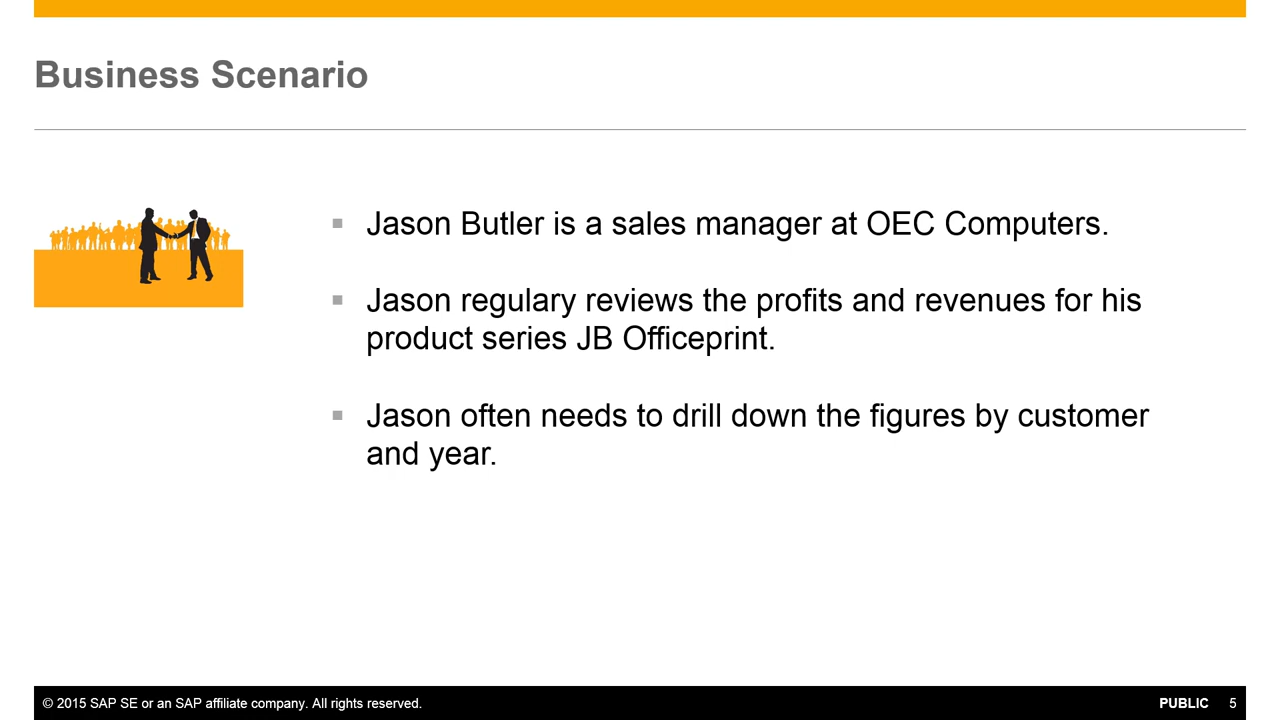 Business Scenario
▪ Jason Butler is a sales manager at OEC Computers.
▪ Jason regulary reviews the profits and revenues for his
product series JB Officeprint.
▪ Jason often needs to drill down the figures by customer
and year.
© 2015 SAP SE or an SAP affiliate company. All rights reserved. PUBLIC 5